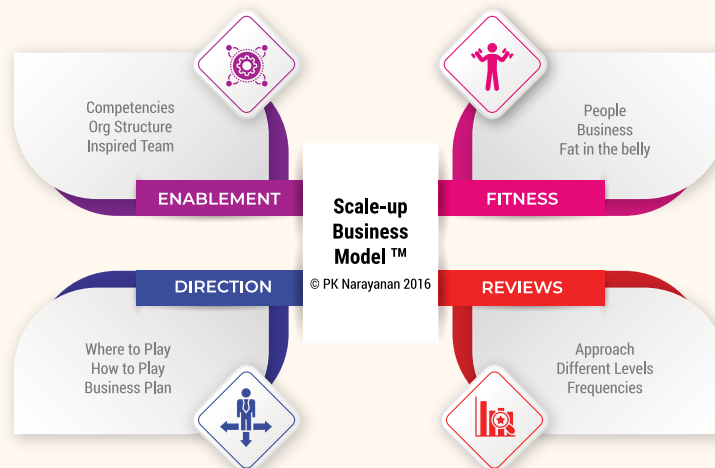 Competencies
Org Structure
Inspired Team
ENABLEMENT
People
Business
Fat in the belly
FITNESS
Scale-up
Business
Model ™
© PK Narayanan 2016
DIRECTION
Where to Play
How to Play
Business Plan
REVIEWS
Approach
Different Levels
Frequencies